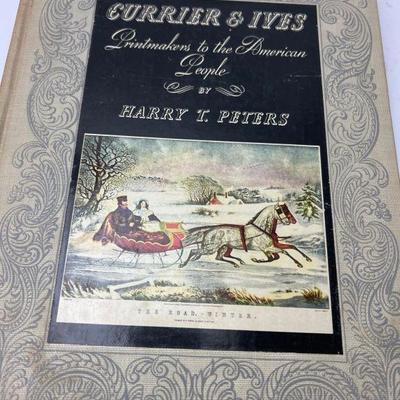 CURRIER & IVES
Printmakers to the American
People
BY
HARRY T. PETERS
THE ROAD,-WINTER.